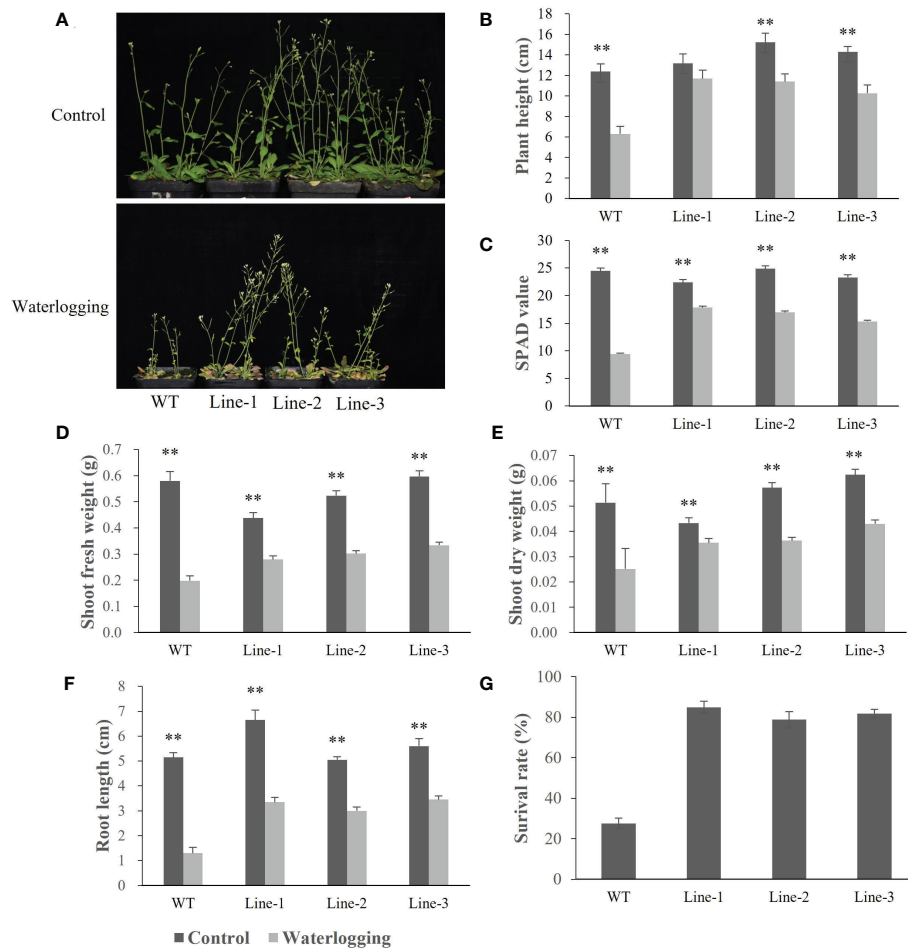 A
Control
Waterlogging
WT Line-1 Line-2 Line-3
B
Plant height (cm)
18
16
14
12
10
8
6
4
2
0
** ** **
WT Line-1 Line-2 Line-3
C
SPAD value
30
25
20
15
10
5
0
** ** ** **
WT Line-1 Line-2 Line-3
D
Shoot fresh weight (g)
0.7
0.6
0.5
0.4
0.3
0.2
0.1
0.0
** ** ** **
WT Line-1 Line-2 Line-3
E
Shoot dry weight (g)
0.07
0.06
0.05
0.04
0.03
0.02
0.01
0.00
** ** ** **
WT Line-1 Line-2 Line-3
F
Root length (cm)
8
7
6
5
4
3
2
1
0
** ** ** **
WT Line-1 Line-2 Line-3
Control Waterlogging
G
Surival rate (%)
100
80
60
40
20
0
WT Line-1 Line-2 Line-3